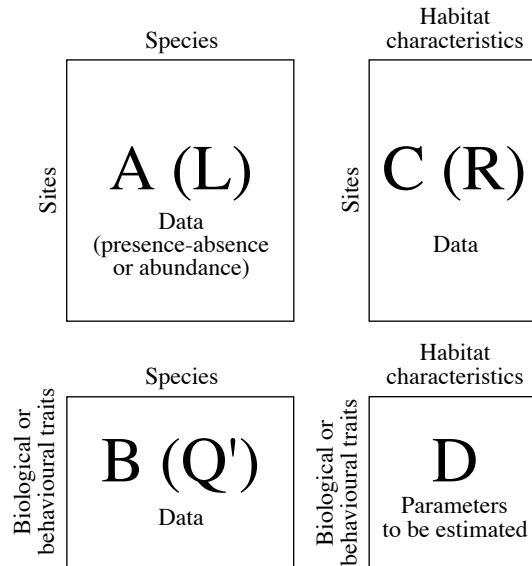 Species
Sites
A (L)
Data
(presence-absence
or abundance)
Habitat
characteristics
Sites
C (R)
Data
Species
Biological or
behavioural traits
B (Q')
Data
Habitat
characteristics
Biological or
behavioural traits
D
Parameters
to be estimated